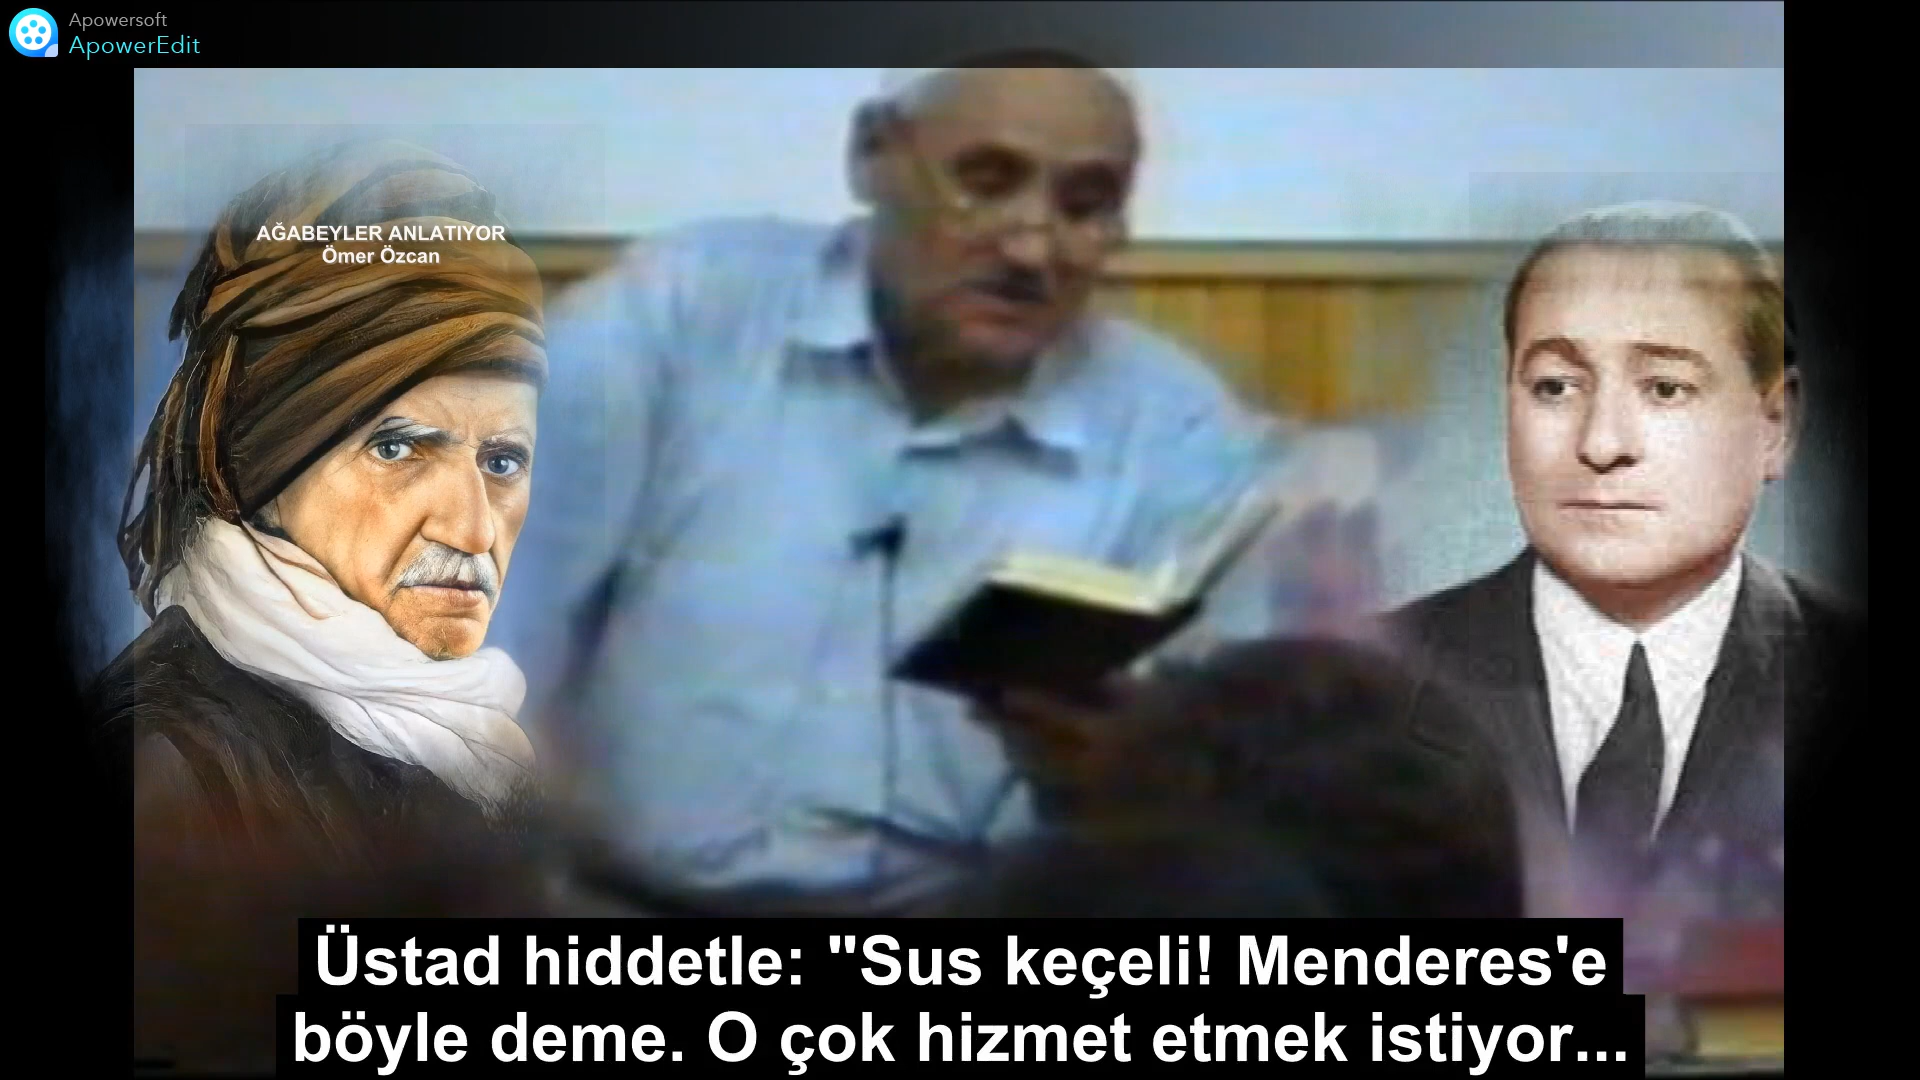 Apowersoft
ApowerEdit
AĞABEYLER ANLATIYOR
Ömer Özcan
Üstad hiddetle: "Sus keçeli! Menderes'e
böyle deme. O çok hizmet etmek istiyor...